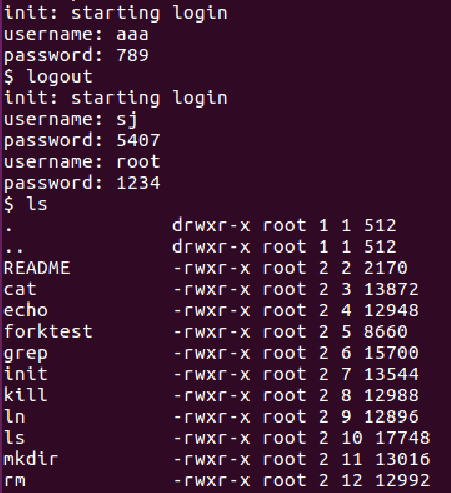 init: starting login
username: aaa
password: 789
$ logout
init: starting login
username: sj
password: 5407
username: root
password: 1234
$ ls
. drwxr-x root 1 1 512
.. drwxr-x root 1 1 512
README -rwxr-x root 2 2 2170
cat -rwxr-x root 2 3 13872
echo -rwxr-x root 2 4 12948
forktest -rwxr-x root 2 5 8660
grep -rwxr-x root 2 6 15700
init -rwxr-x root 2 7 13544
kill -rwxr-x root 2 8 12988
ln -rwxr-x root 2 9 12896
ls -rwxr-x root 2 10 17748
mkdir -rwxr-x root 2 11 13016
rm -rwxr-x root 2 12 12992